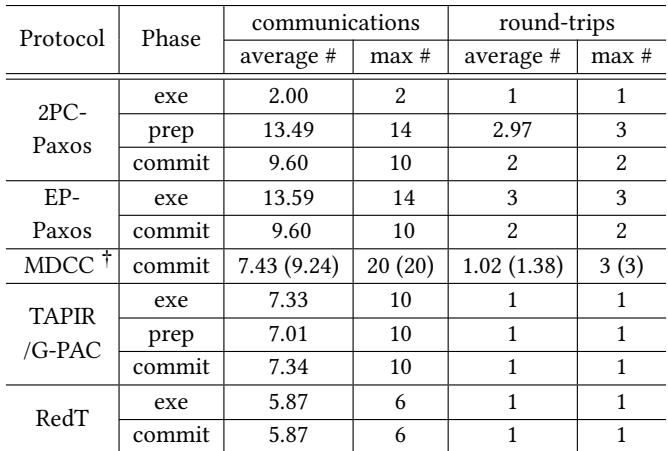 Protocol Phase communications round-trips
average # max # average # max #
2PC-Paxos exe 2.00 2 1 1
prep 13.49 14 2.97 3
commit 9.60 10 2 2
EP-Paxos exe 13.59 14 3 3
commit 9.60 10 2 2
MDCC † commit 7.43 (9.24) 20 (20) 1.02 (1.38) 3 (3)
TAPIR/G-PAC exe 7.33 10 1 1
prep 7.01 10 1 1
commit 7.34 10 1 1
RedT exe 5.87 6 1 1
commit 5.87 6 1 1